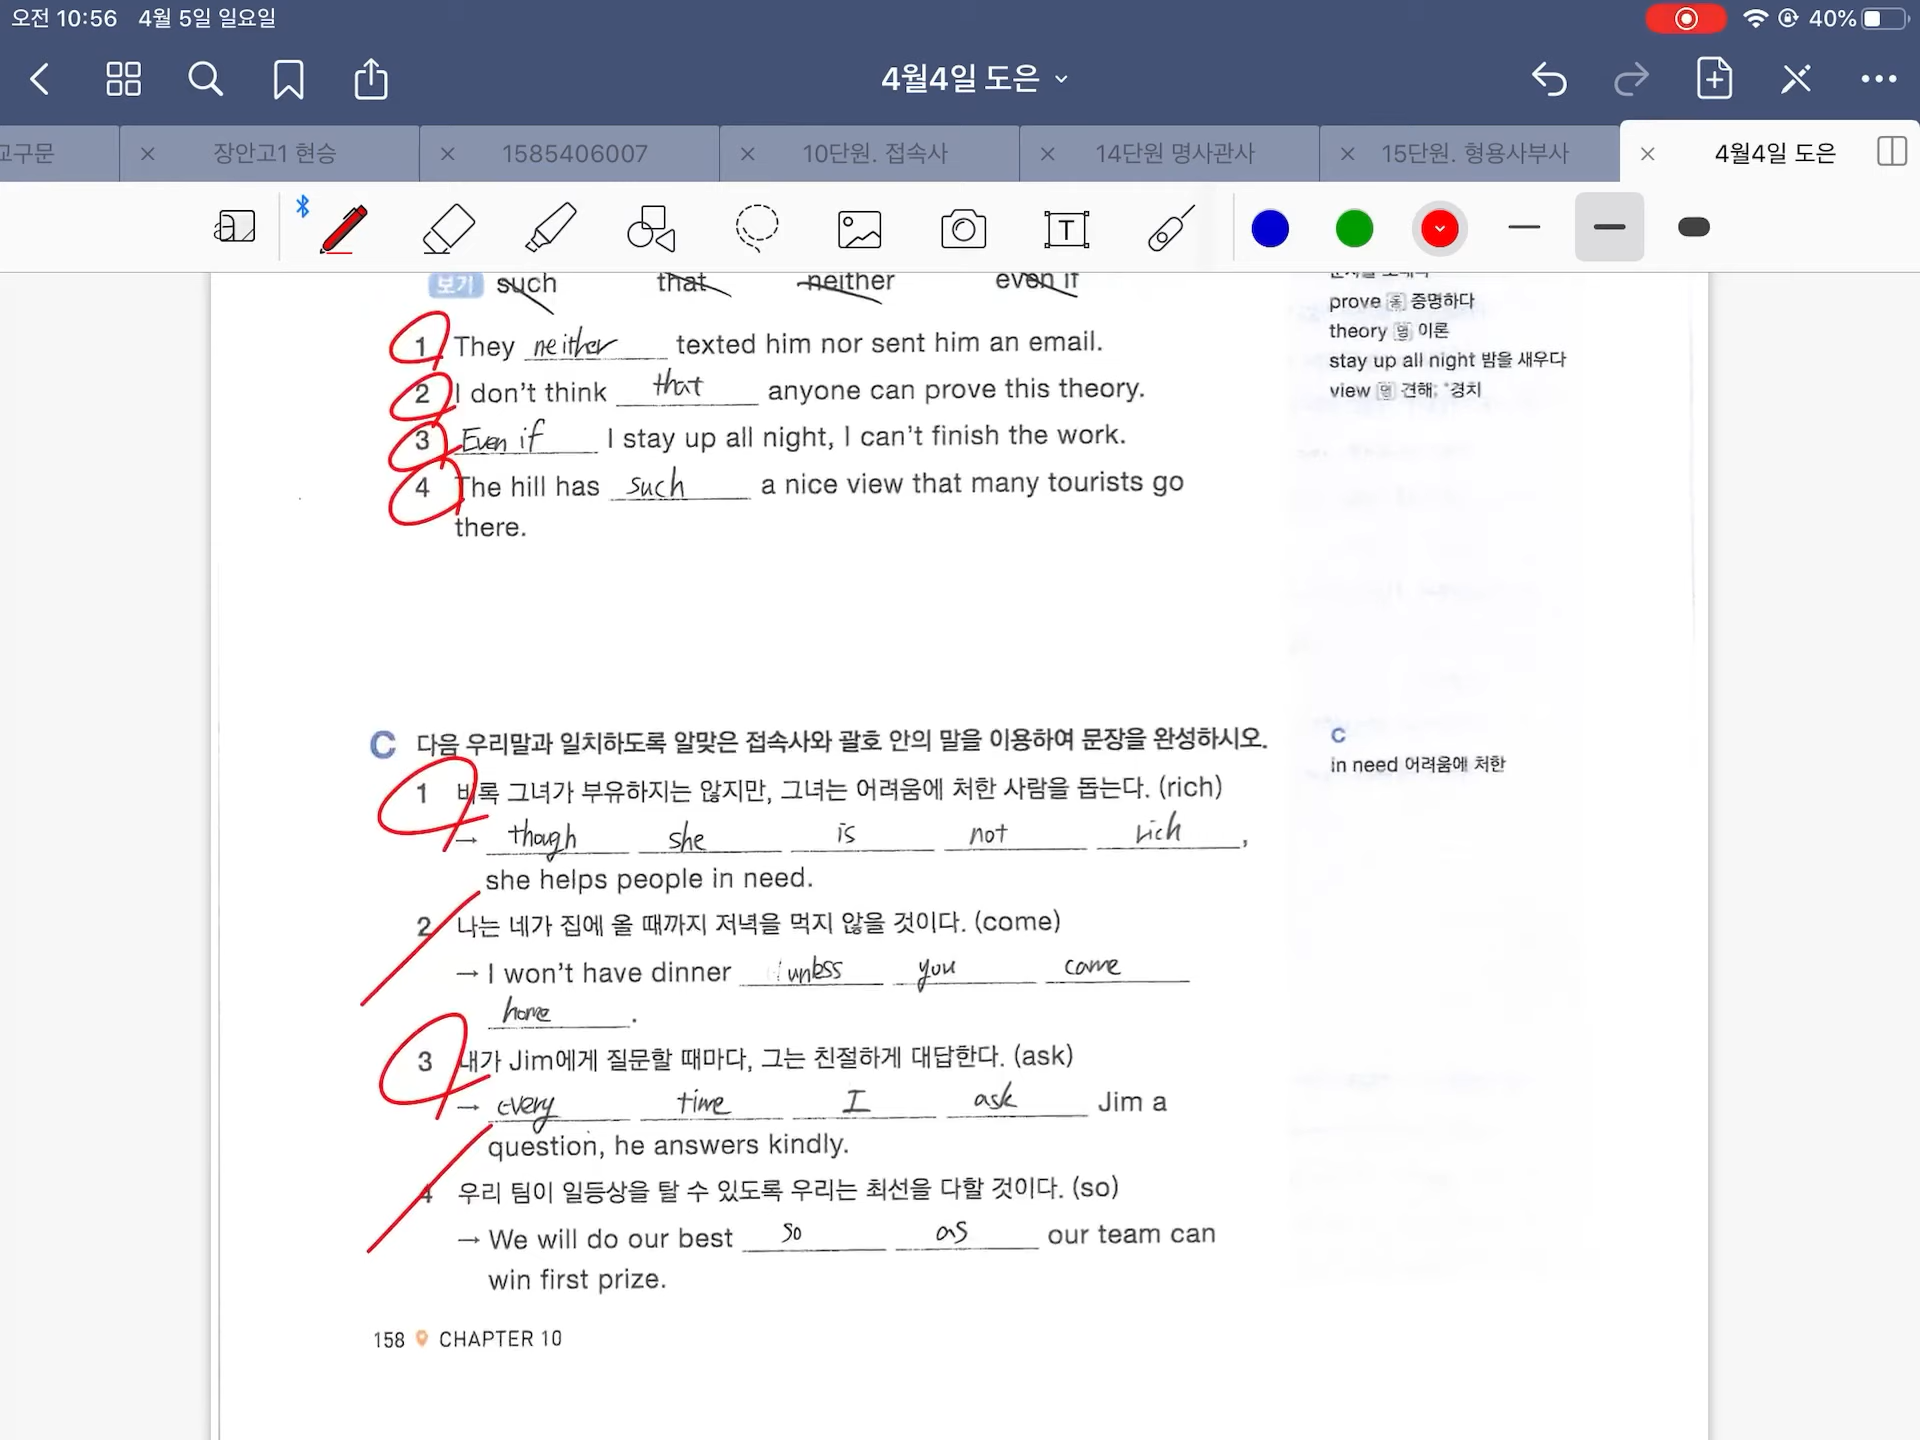 오전 10:56 4월 5일 일요일 40%
4월4일 도은
교구문 장안고1 현승 1585406007 10단원. 접속사 14단원 명사관사 15단원. 형용사부사 4월4일 도은
보기 such that neither even if
prove 동 증명하다
1 They neither texted him nor sent him an email.
theory 명 이론
stay up all night 밤을 새우다
2 I don't think that anyone can prove this theory.
view 명 견해; *경치
3 Even if I stay up all night, I can't finish the work.
4 The hill has such a nice view that many tourists go
there.
C 다음 우리말과 일치하도록 알맞은 접속사와 괄호 안의 말을 이용하여 문장을 완성하시오.
C
in need 어려움에 처한
1 비록 그녀가 부유하지는 않지만, 그녀는 어려움에 처한 사람을 돕는다. (rich)
→ though she is not rich,
she helps people in need.
2 나는 네가 집에 올 때까지 저녁을 먹지 않을 것이다. (come)
→ I won't have dinner unless you come
home.
3 내가 Jim에게 질문할 때마다, 그는 친절하게 대답한다. (ask)
→ every time I ask Jim a
question, he answers kindly.
4 우리 팀이 일등상을 탈 수 있도록 우리는 최선을 다할 것이다. (so)
→ We will do our best so as our team can
win first prize.
158 CHAPTER 10